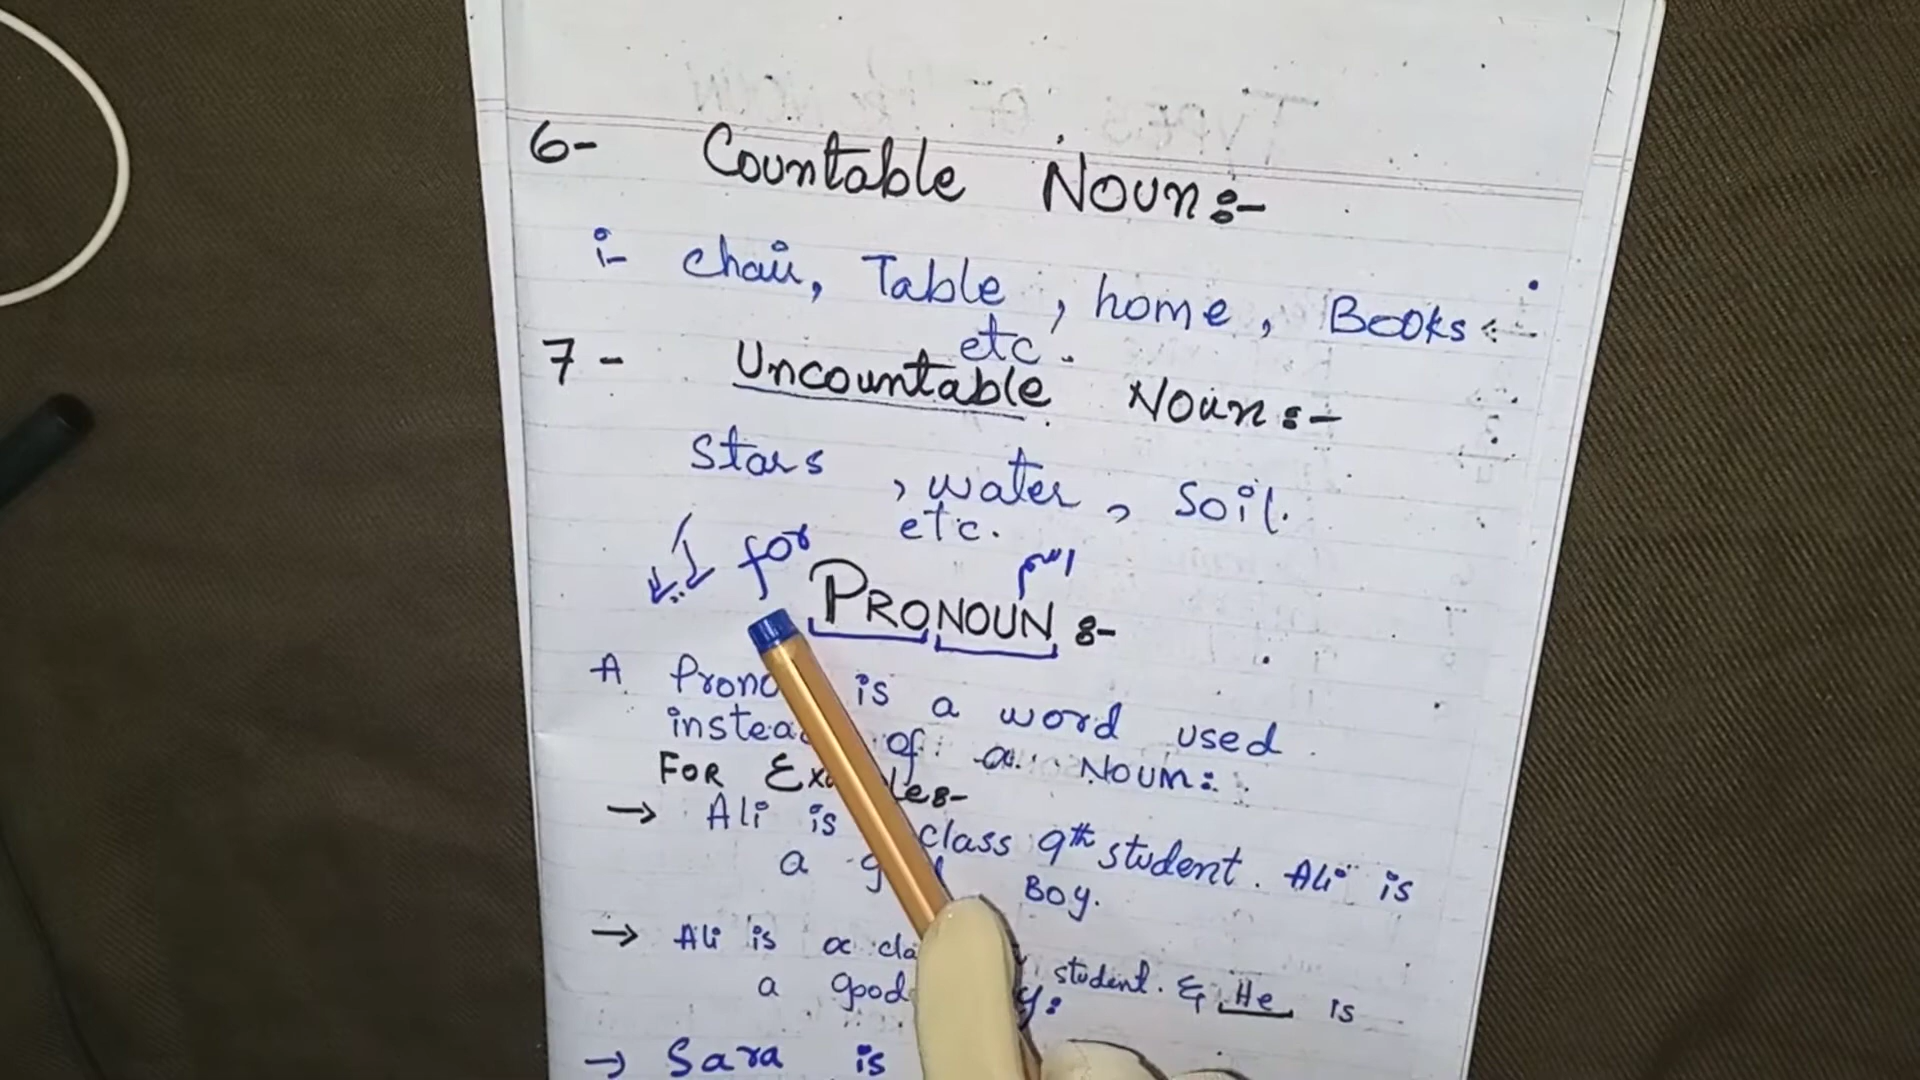 6- Countable Noun:-
i- Chair, Table, home, Books
etc.
7- Uncountable Noun:-
Stars, water, Soil.
etc.
for
اسم
PRONOUN :-
A is a word used
of a Noun:
FOR
→ Ali is class 9th student. Ali is
a Boy.
→ Ali is a student. & He is
a good
→ Sara is